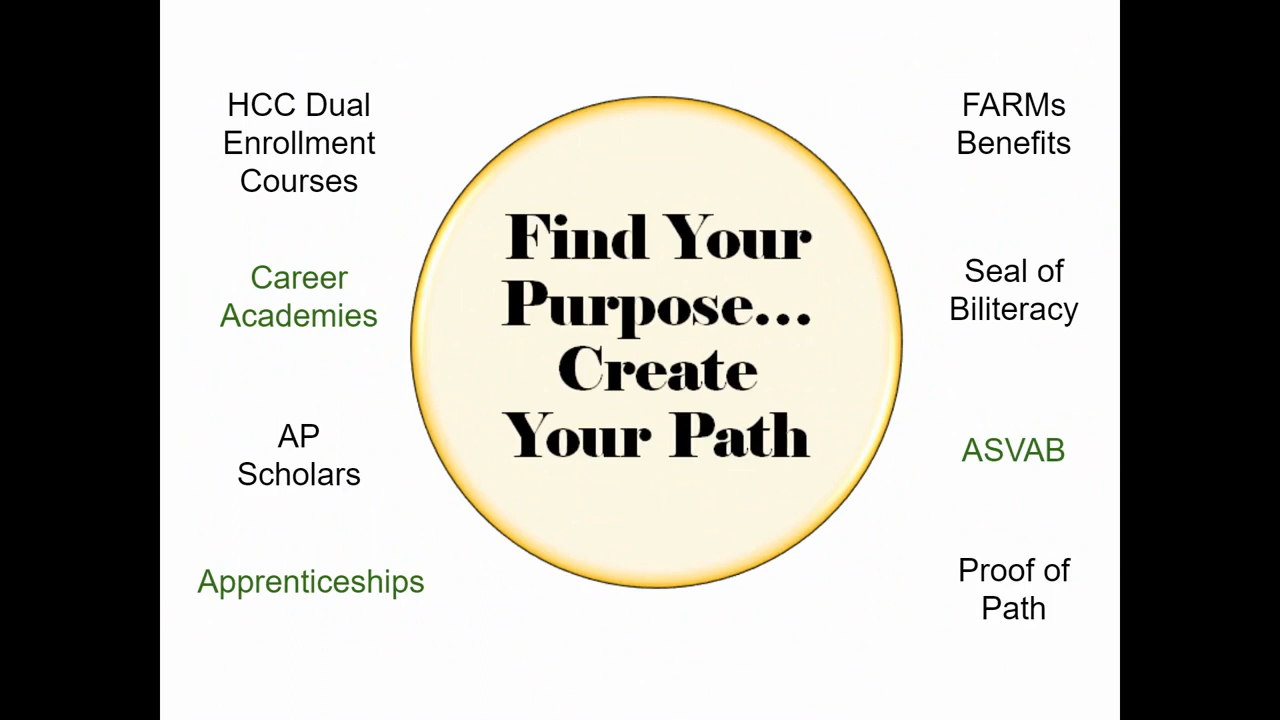 HCC Dual
Enrollment
Courses
Career
Academies
AP
Scholars
Apprenticeships
Find Your
Purpose...
Create
Your Path
FARMs
Benefits
Seal of
Biliteracy
ASVAB
Proof of
Path